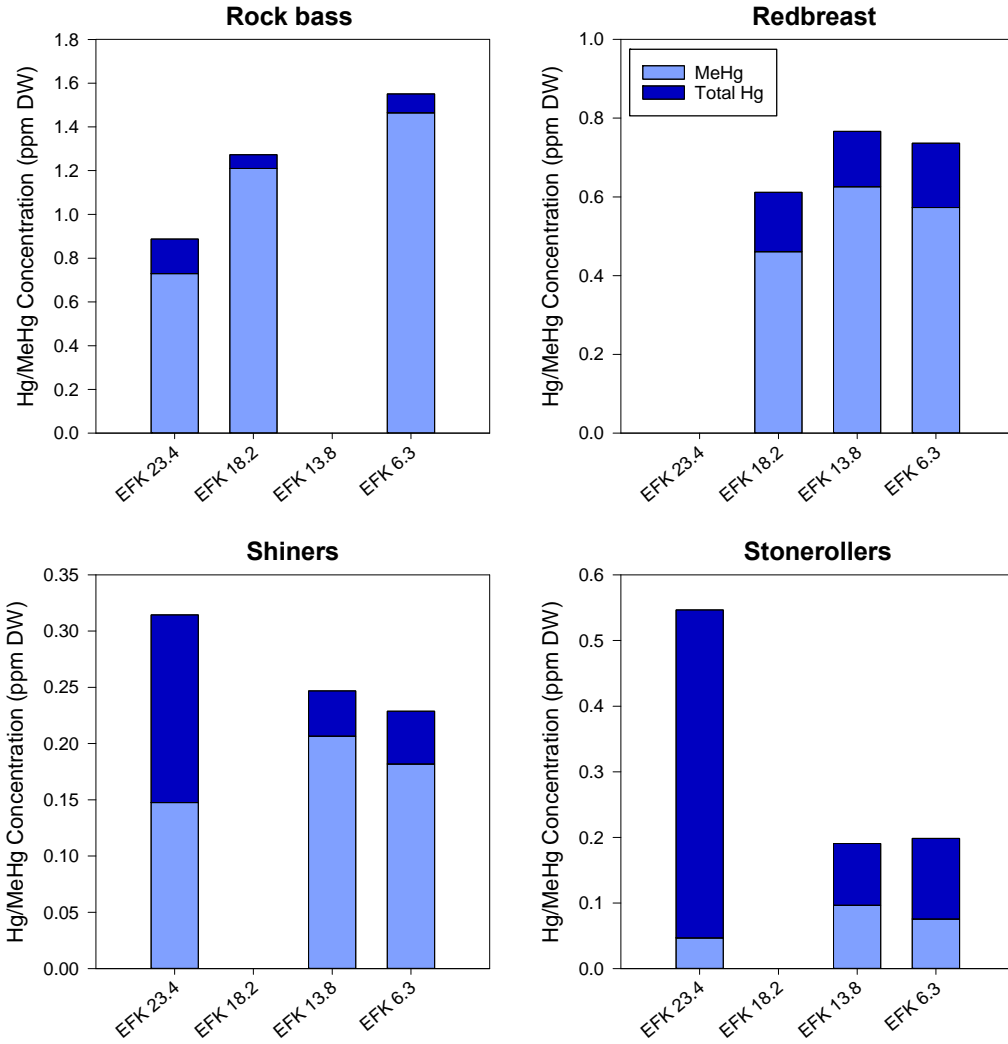 Rock bass
Hg/MeHg Concentration (ppm DW)
1.8
1.6
1.4
1.2
1.0
0.8
0.6
0.4
0.2
0.0
EFK 23.4
EFK 18.2
EFK 13.8
EFK 6.3
Redbreast
Hg/MeHg Concentration (ppm DW)
1.0
0.8
0.6
0.4
0.2
0.0
MeHg
Total Hg
EFK 23.4
EFK 18.2
EFK 13.8
EFK 6.3
Shiners
Hg/MeHg Concentration (ppm DW)
0.35
0.30
0.25
0.20
0.15
0.10
0.05
0.00
EFK 23.4
EFK 18.2
EFK 13.8
EFK 6.3
Stonerollers
Hg/MeHg Concentration (ppm DW)
0.6
0.5
0.4
0.3
0.2
0.1
0.0
EFK 23.4
EFK 18.2
EFK 13.8
EFK 6.3